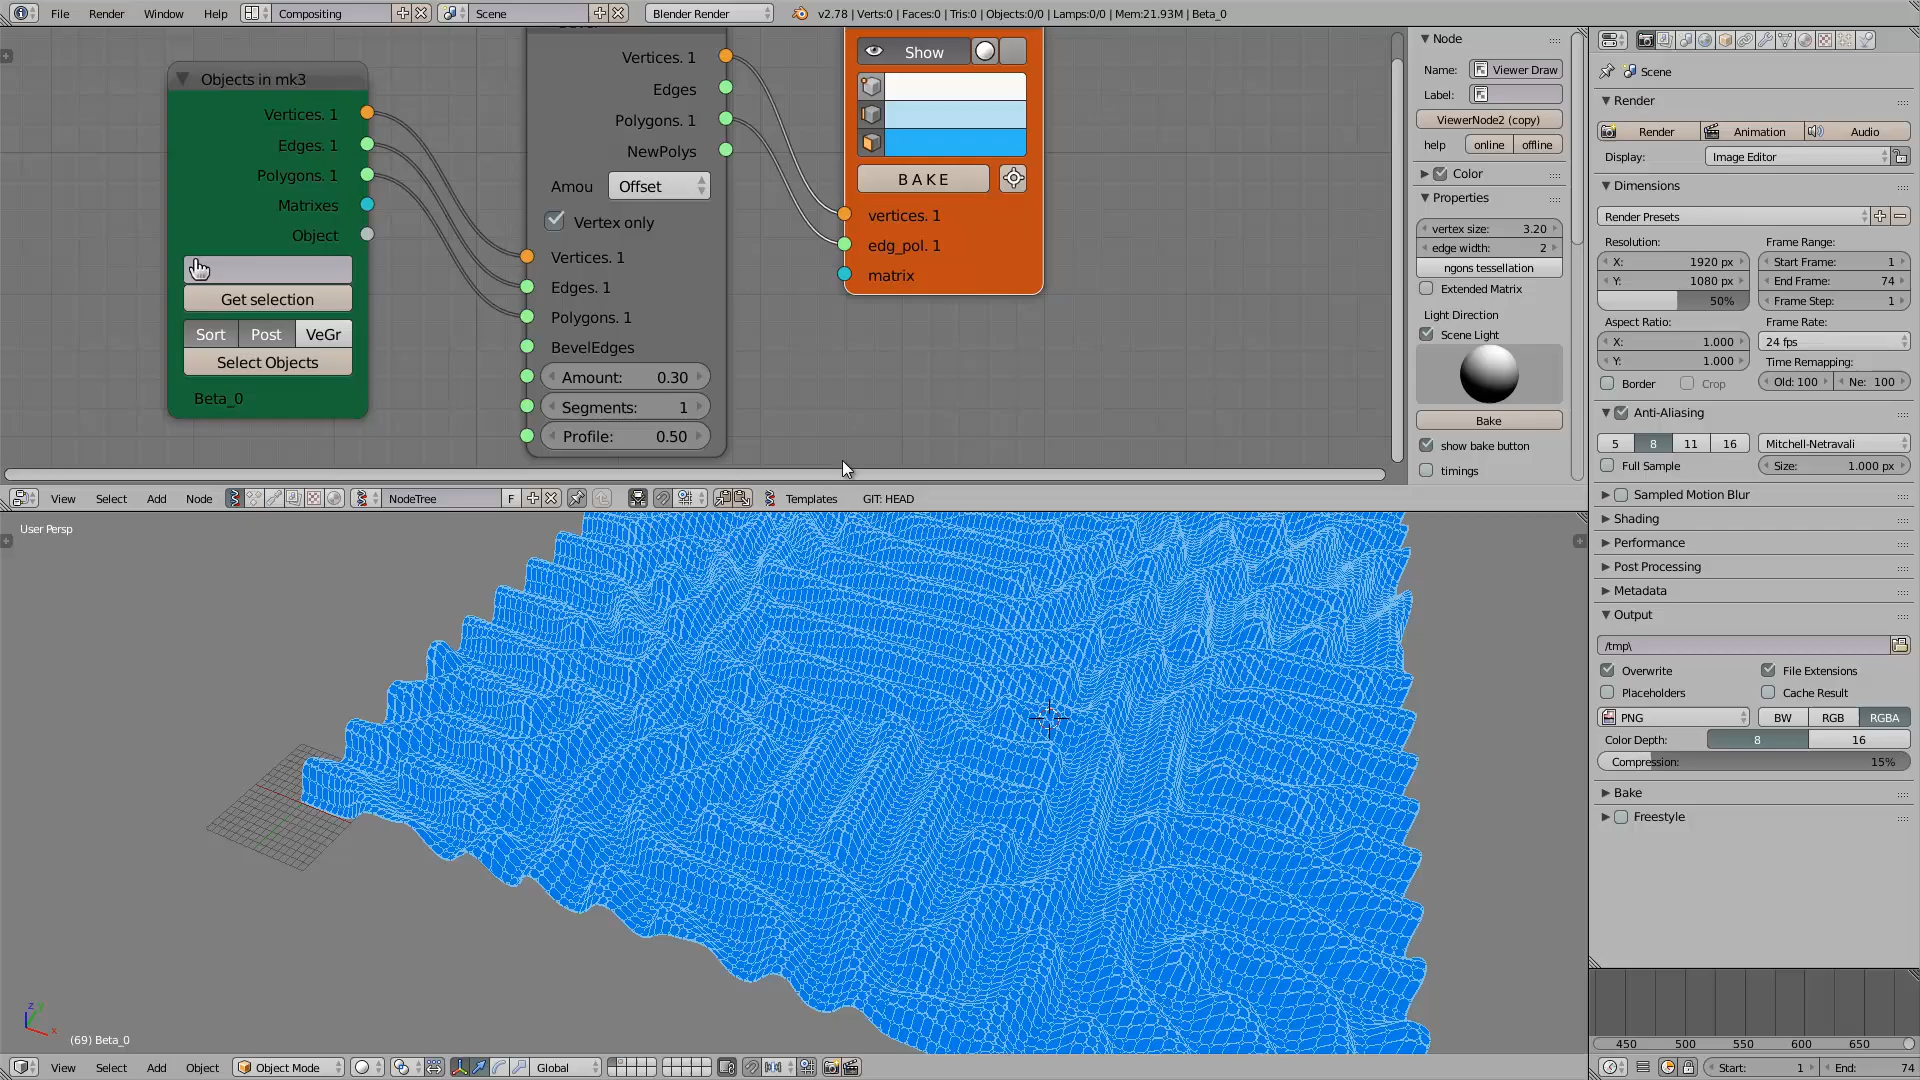 File Render Window Help Compositing Scene Blender Render v2.78 | Verts:0 | Faces:0 | Tris:0 | Objects:0/0 | Lamps:0/0 | Mem:21.93M | Beta_0
Objects in mk3
Vertices. 1
Edges. 1
Polygons. 1
Matrixes
Object
Get selection
Sort Post VeGr
Select Objects
Beta_0
Vertices. 1
Edges
Polygons. 1
NewPolys
Amou Offset
Vertex only
Vertices. 1
Edges. 1
Polygons. 1
BevelEdges
Amount: 0.30
Segments: 1
Profile: 0.50
Show
B A K E
vertices. 1
edg_pol. 1
matrix
Node
Name: Viewer Draw
Label:
ViewerNode2 (copy)
help online offline
Color
Properties
vertex size: 3.20
edge width: 2
ngons tessellation
Extended Matrix
Light Direction
Scene Light
Bake
show bake button
timings
View Select Add Node NodeTree F Templates GIT: HEAD
User Persp
(69) Beta_0
View Select Add Object Object Mode Global
Scene
Render
Render Animation Audio
Display: Image Editor
Dimensions
Render Presets
Resolution: Frame Range:
X: 1920 px Start Frame: 1
Y: 1080 px End Frame: 74
50% Frame Step: 1
Aspect Ratio: Frame Rate:
X: 1.000 24 fps
Y: 1.000 Time Remapping:
Border Crop Old: 100 Ne: 100
Anti-Aliasing
5 8 11 16 Mitchell-Netravali
Full Sample Size: 1.000 px
Sampled Motion Blur
Shading
Performance
Post Processing
Metadata
Output
/tmp\
Overwrite File Extensions
Placeholders Cache Result
PNG BW RGB RGBA
Color Depth: 8 16
Compression: 15%
Bake
Freestyle
450 500 550 600 650
Start: 1 End: 74